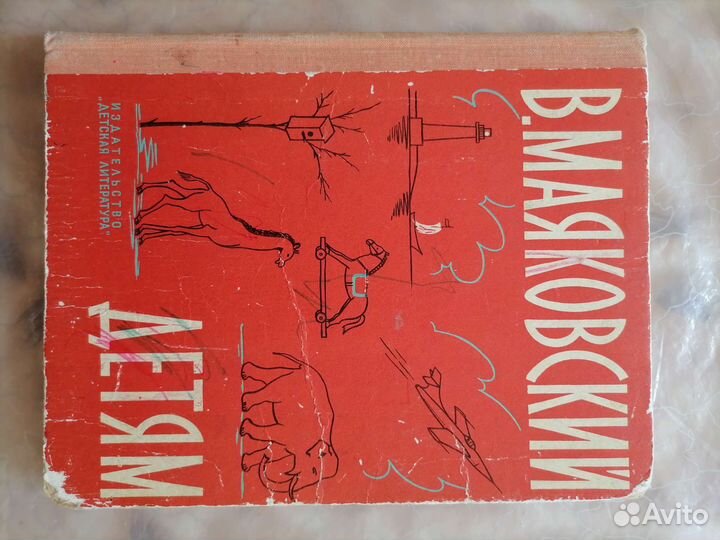 В.МАЯКОВСКИЙ
ДЕТЯМ
ИЗДАТЕЛЬСТВО
„ДЕТСКАЯ ЛИТЕРАТУРА"
Avito